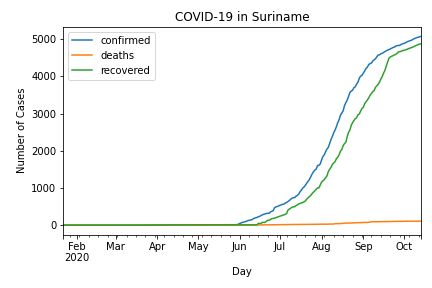 COVID-19 in Suriname
confirmed
deaths
recovered
Number of Cases
5000
4000
3000
2000
1000
0
Feb Mar Apr May Jun Jul Aug Sep Oct
2020
Day